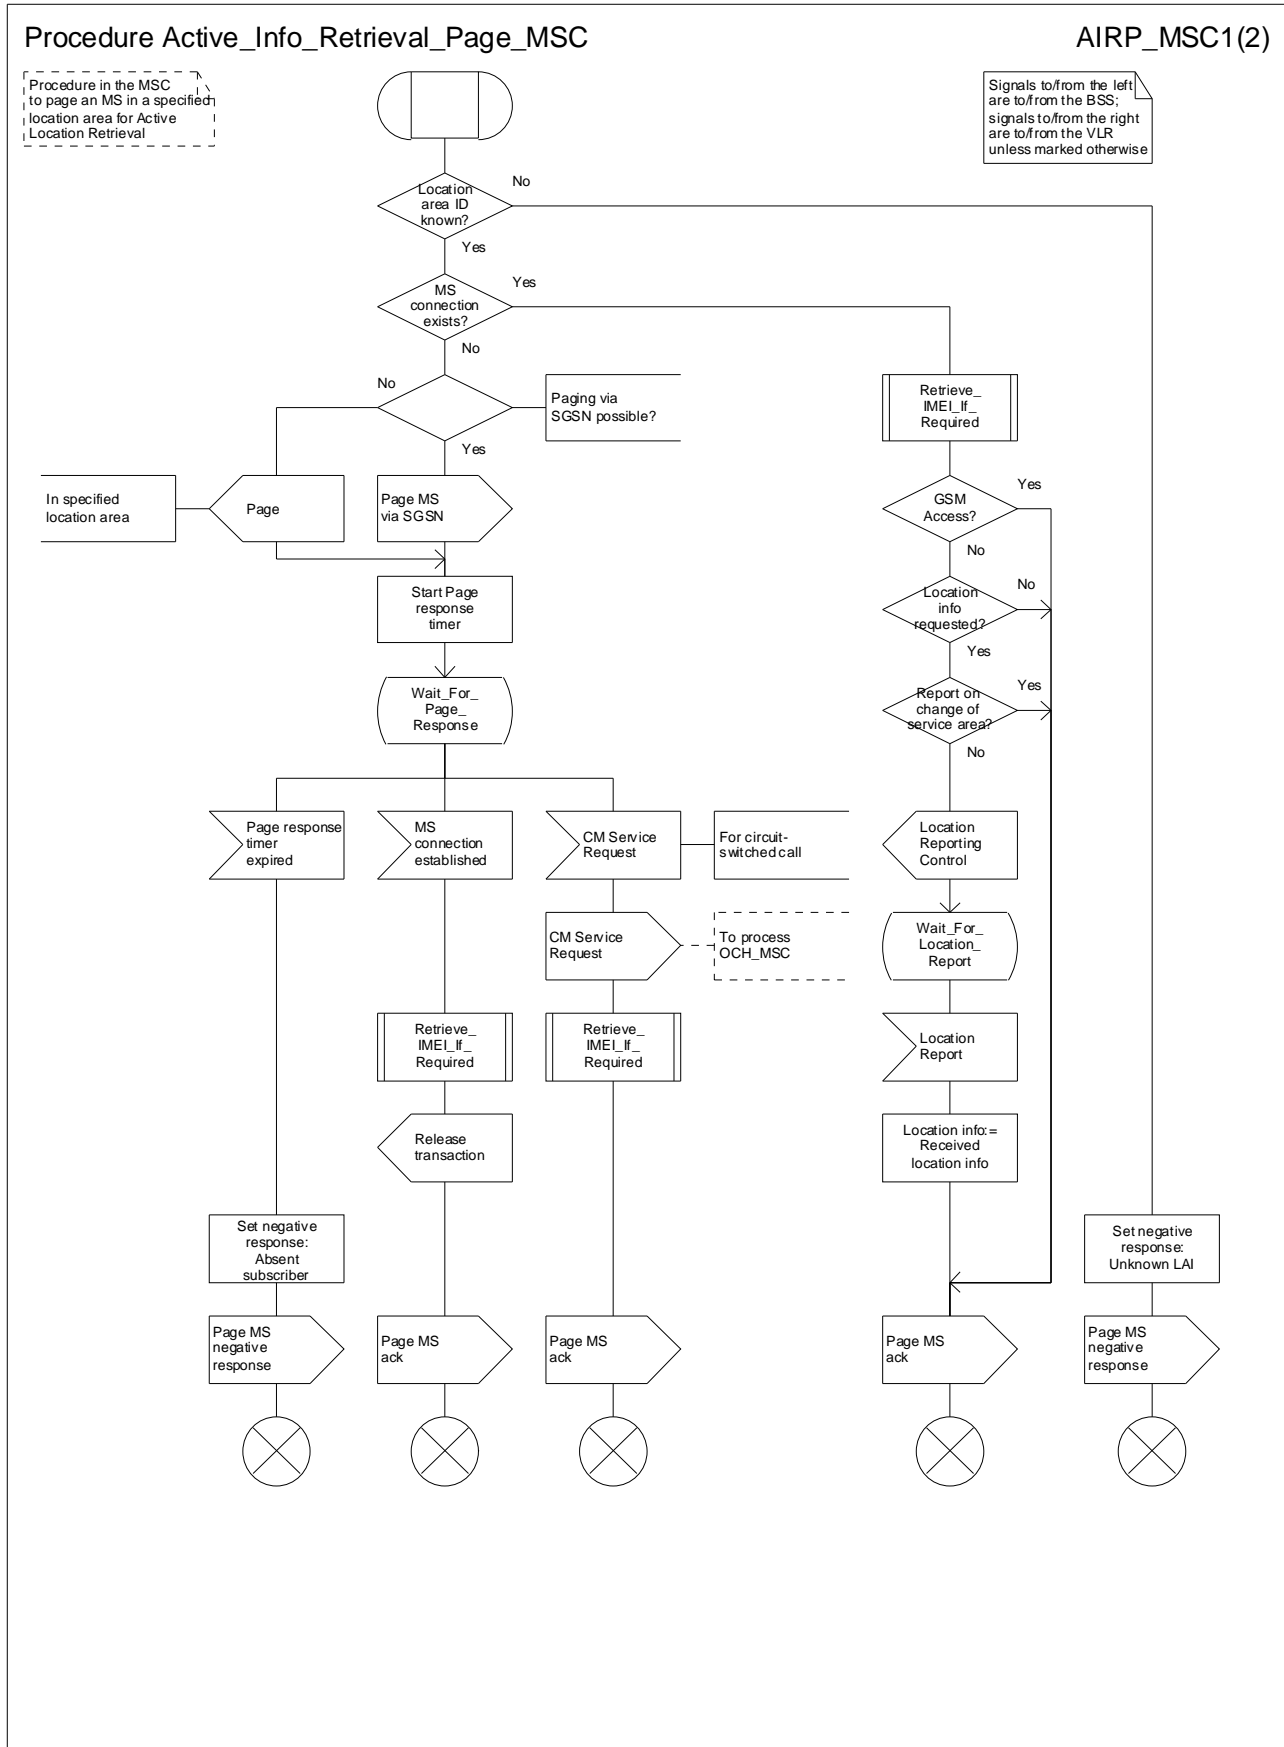 Procedure Active_Info_Retrieval_Page_MSC
AIRP_MSC1(2)
Procedure in the MSC
to page an MS in a specified
location area for Active
Location Retrieval
Signals to/from the left
are to/from the BSS;
signals to/from the right
are to/from the VLR
unless marked otherwise
Location
area ID
known?
No
Yes
MS
connection
exists?
Yes
No
No
Paging via
SGSN possible?
Yes
Retrieve_
IMEI_If_
Required
In specified
location area
Page
Page MS
via SGSN
GSM
Access?
Yes
No
Start Page
response
timer
Location
info
requested?
No
Yes
Wait_For_
Page_
Response
Report on
change of
service area?
Yes
No
Page response
timer
expired
MS
connection
established
CM Service
Request
For circuit-
switched call
Location
Reporting
Control
CM Service
Request
To process
OCH_MSC
Wait_For_
Location_
Report
Retrieve_
IMEI_If_
Required
Retrieve_
IMEI_If_
Required
Location
Report
Release
transaction
Location info:=
Received
location info
Set negative
response:
Absent
subscriber
Set negative
response:
Unknown LAI
Page MS
negative
response
Page MS
ack
Page MS
ack
Page MS
ack
Page MS
negative
response